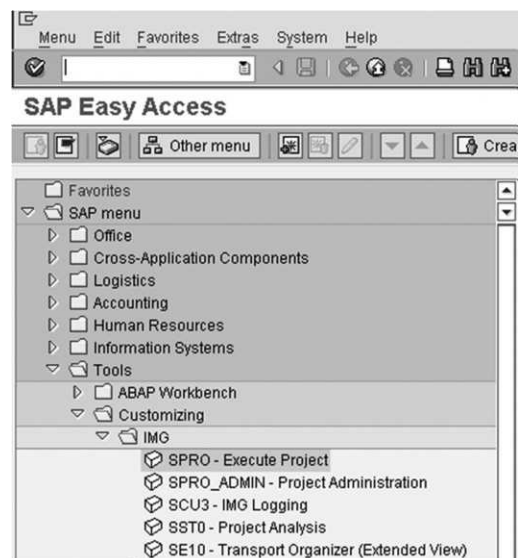 Menu Edit Favorites Extras System Help
SAP Easy Access
Other menu Crea
Favorites
SAP menu
Office
Cross-Application Components
Logistics
Accounting
Human Resources
Information Systems
Tools
ABAP Workbench
Customizing
IMG
SPRO - Execute Project
SPRO_ADMIN - Project Administration
SCU3 - IMG Logging
SST0 - Project Analysis
SE10 - Transport Organizer (Extended View)